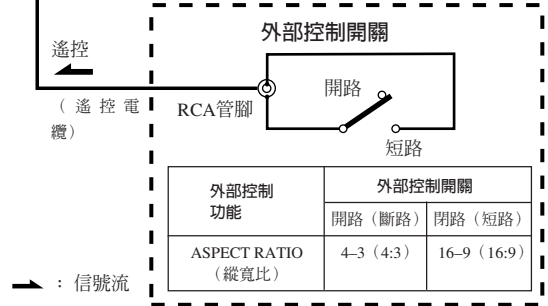 外部控制開關
遙控
開路
（遙控電
纜）
RCA管腳
短路
外部控制
功能
外部控制開關
開路（斷路）
閉路（短路）
ASPECT RATIO
（縱寬比）
4–3（4:3）
16–9（16:9）
：信號流